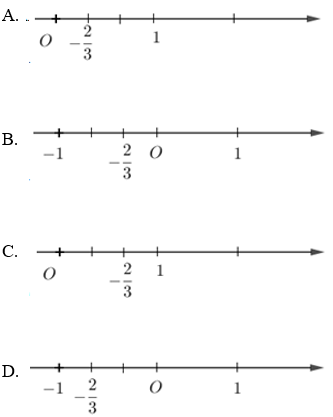 A.
O -2/3 1
B.
-1 -2/3 O 1
C.
O -2/3 1
D.
-1 -2/3 O 1